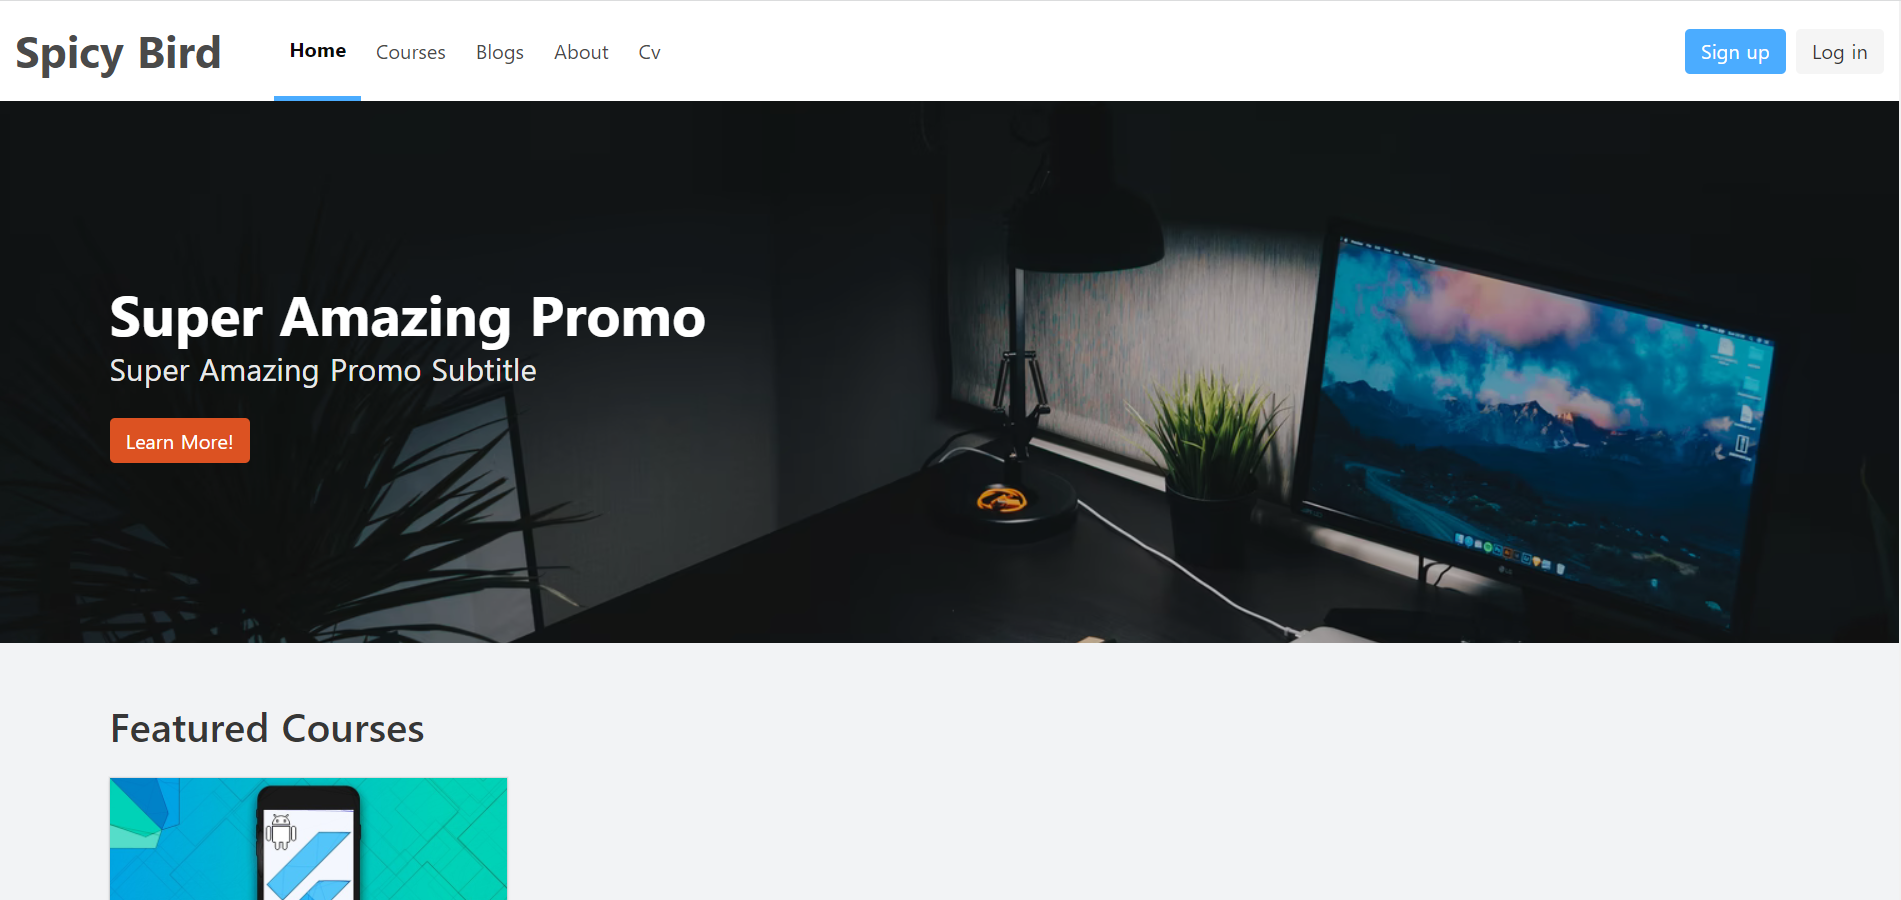 Spicy Bird
Home
Courses
Blogs
About
Cv
Sign up
Log in
Super Amazing Promo
Super Amazing Promo Subtitle
Learn More!
Featured Courses